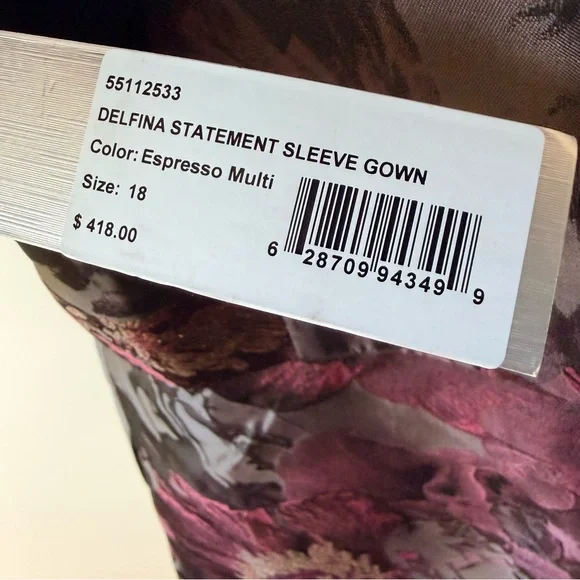 55112533
DELFINA STATEMENT SLEEVE GOWN
Color: Espresso Multi
Size: 18
$ 418.00
6 28709 94349 9